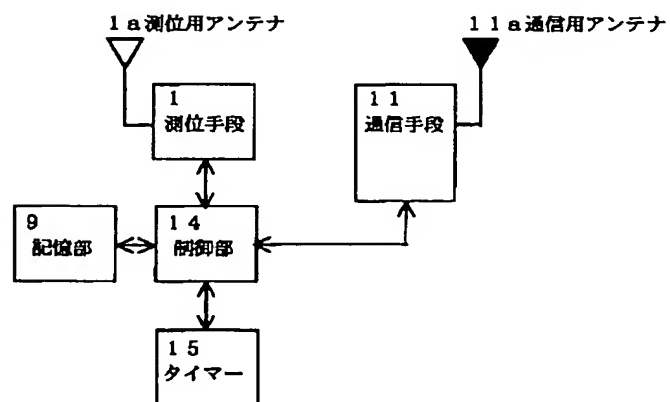 １ａ測位用アンテナ
１１ａ通信用アンテナ
１
測位手段
１１
通信手段
９
記憶部
１４
制御部
１５
タイマー